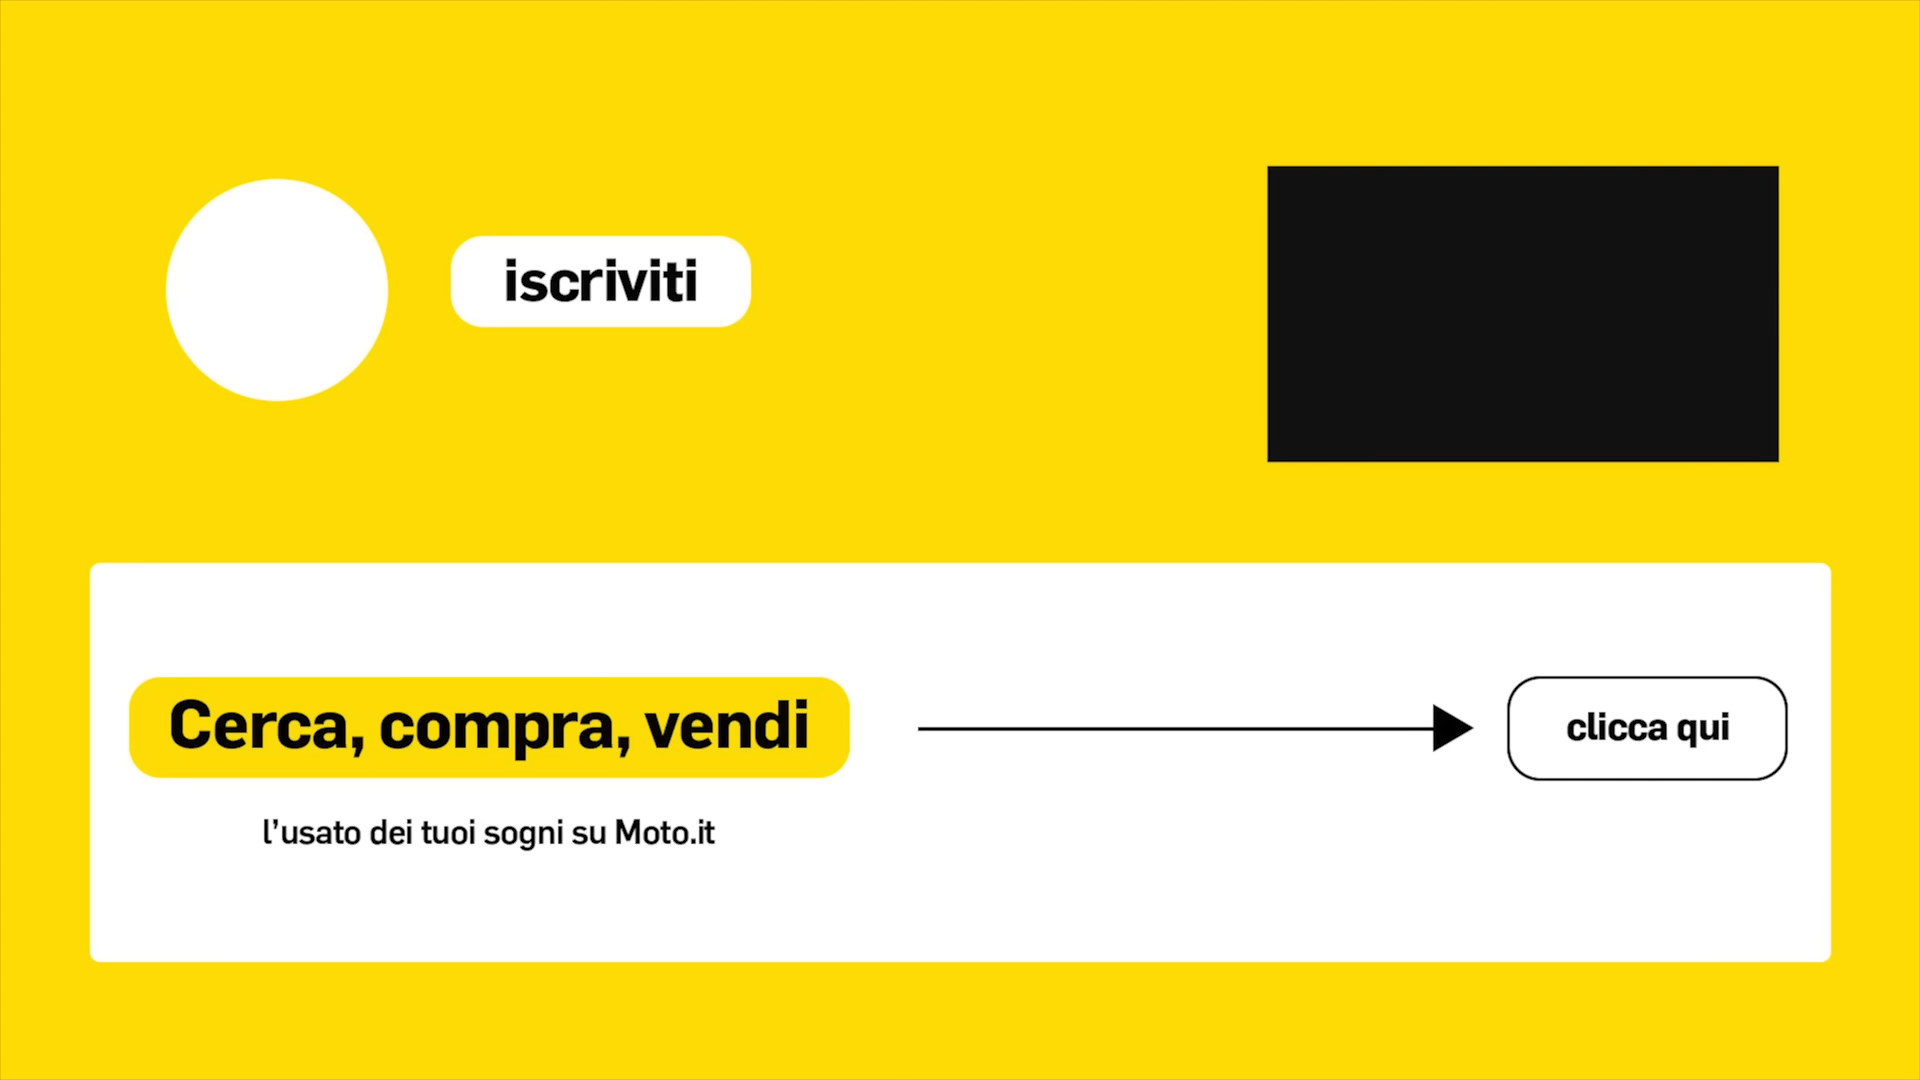 iscriviti
Cerca, compra, vendi
clicca qui
l’usato dei tuoi sogni su Moto.it